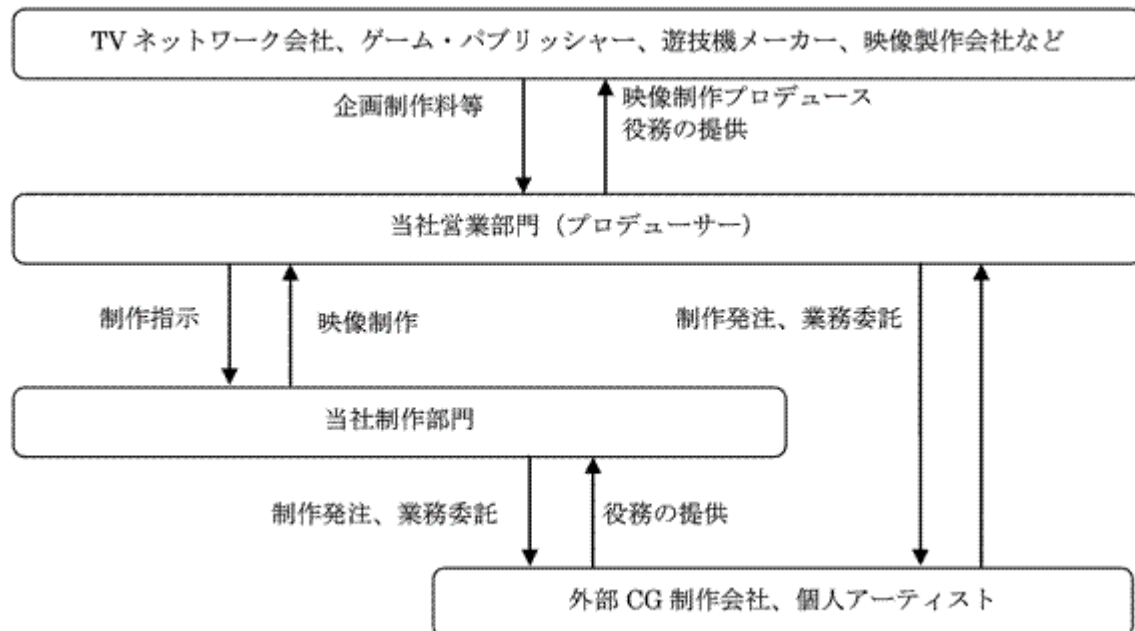 TV ネットワーク会社、ゲーム・パブリッシャー、遊技機メーカー、映像製作会社など
企画制作料等
映像制作プロデュース
役務の提供
当社営業部門（プロデューサー）
制作指示
映像制作
制作発注、業務委託
当社制作部門
制作発注、業務委託
役務の提供
外部 CG 制作会社、個人アーティスト